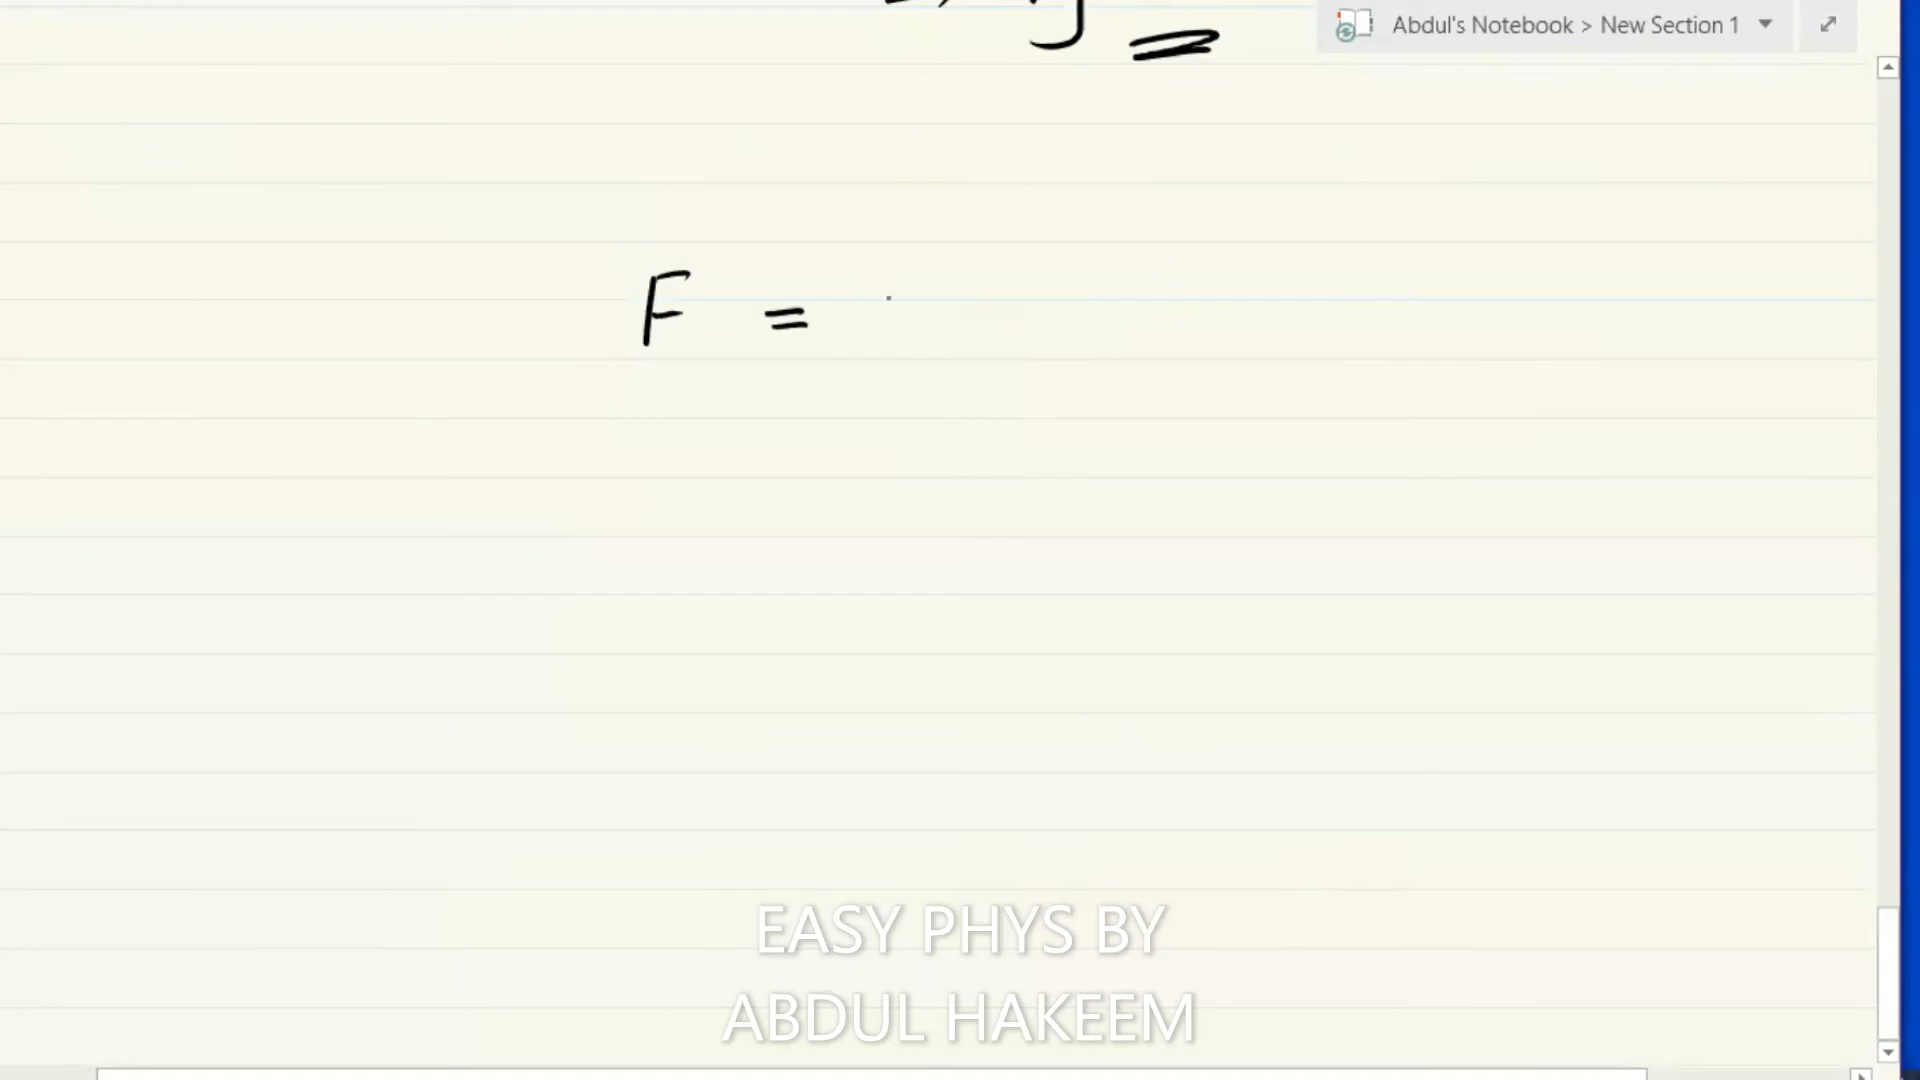 Abdul's Notebook > New Section 1
F =
EASY PHYS BY
ABDUL HAKEEM